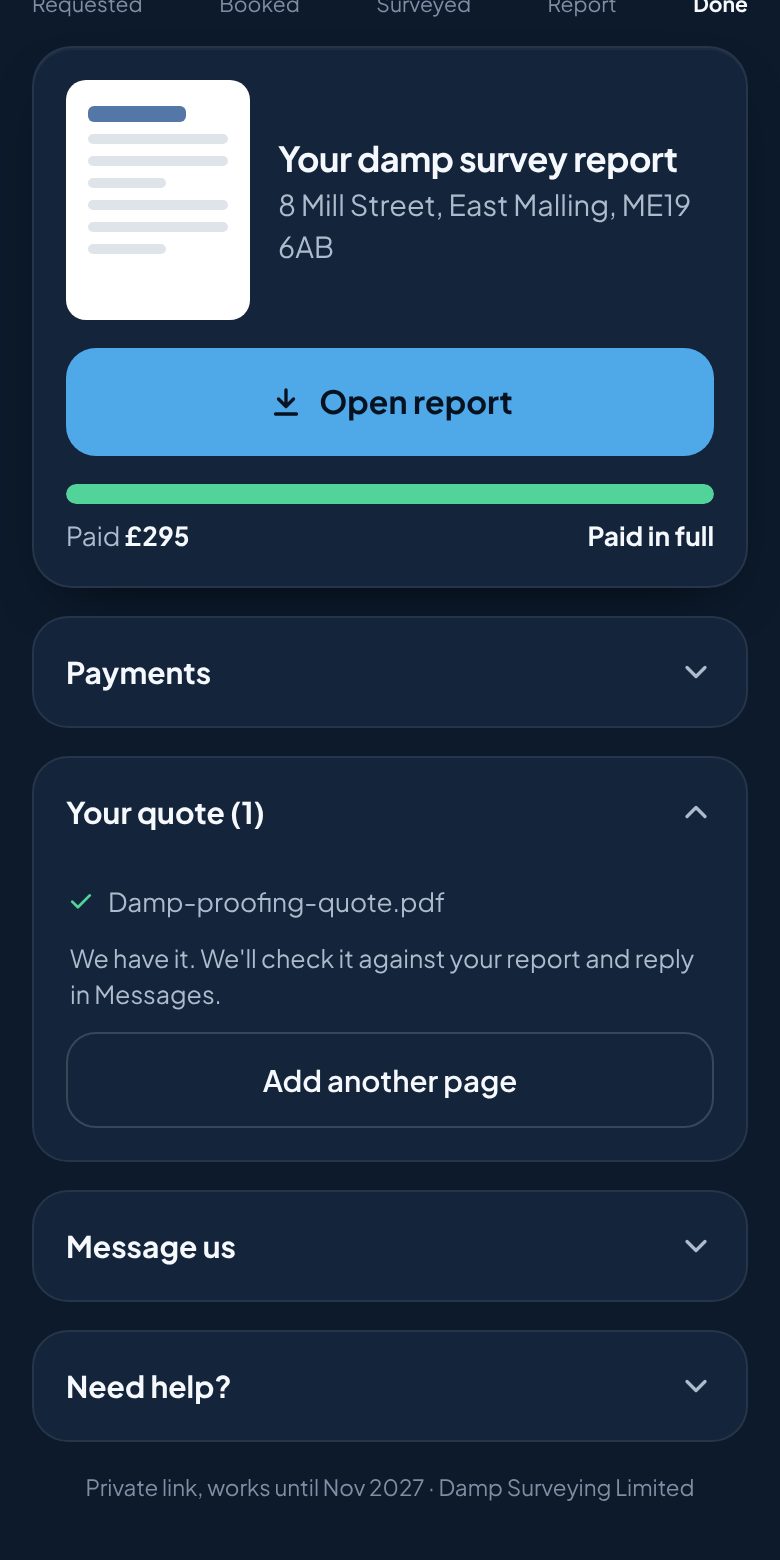 Requested Booked Surveyed Report Done
Your damp survey report
8 Mill Street, East Malling, ME19
6AB
Open report
Paid £295 Paid in full
Payments
Your quote (1)
Damp-proofing-quote.pdf
We have it. We'll check it against your report and reply
in Messages.
Add another page
Message us
Need help?
Private link, works until Nov 2027 · Damp Surveying Limited